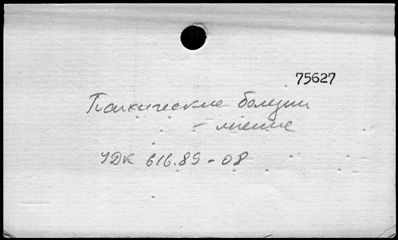 75627
Психические болезни
- лечение
УДК 616.89-08